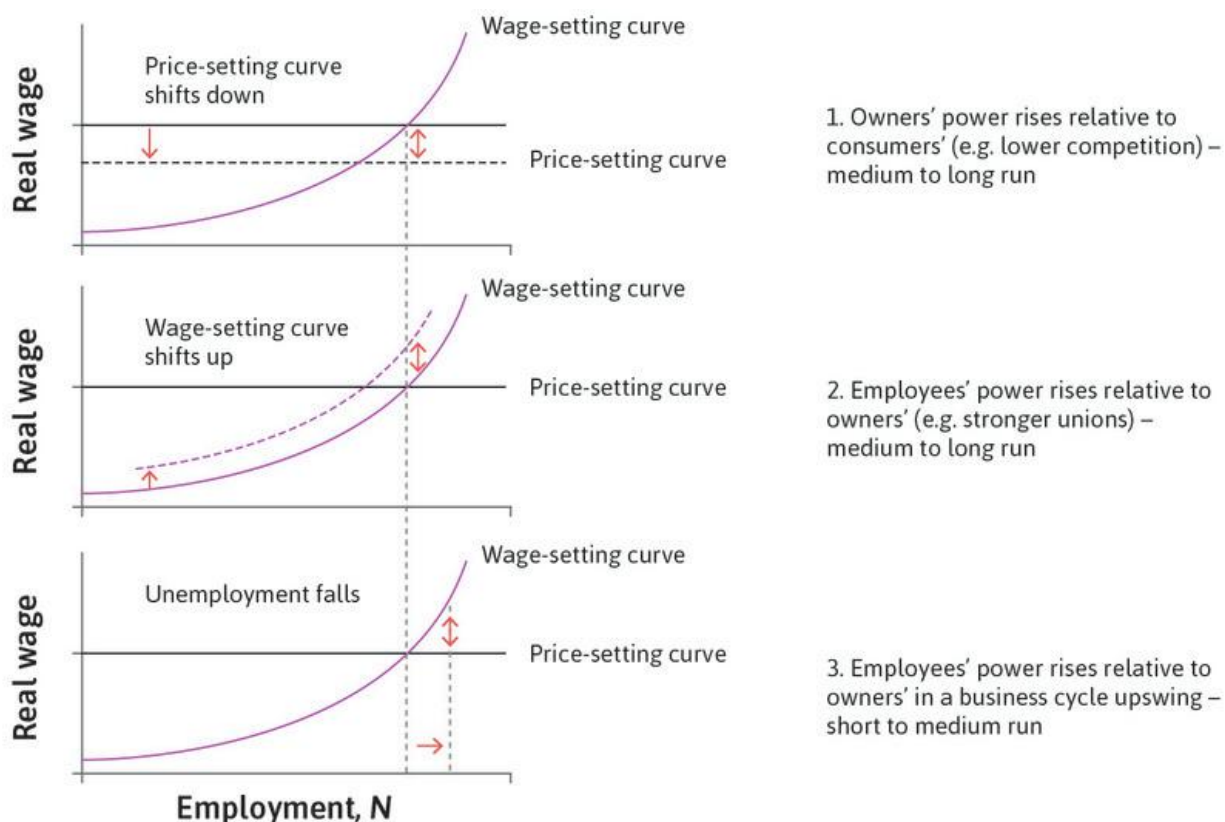 Wage-setting curve
Real wage
Price-setting curve
shifts down
Price-setting curve
1. Owners’ power rises relative to
consumers’ (e.g. lower competition) –
medium to long run
Wage-setting curve
Real wage
Wage-setting curve
shifts up
Price-setting curve
2. Employees’ power rises relative to
owners’ (e.g. stronger unions) –
medium to long run
Wage-setting curve
Real wage
Unemployment falls
Price-setting curve
3. Employees’ power rises relative to
owners’ in a business cycle upswing –
short to medium run
Employment, N